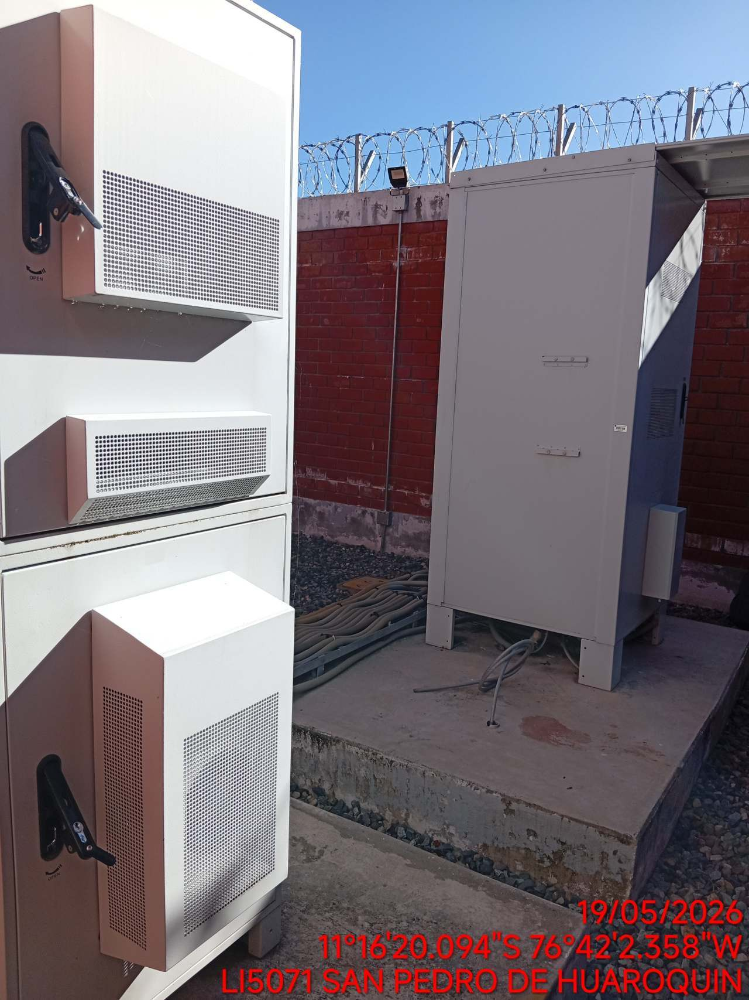 OPEN
OPEN
19/05/2026
11°16'20.094"S 76°42'2.358"W
LI5071 SAN PEDRO DE HUAROQUIN